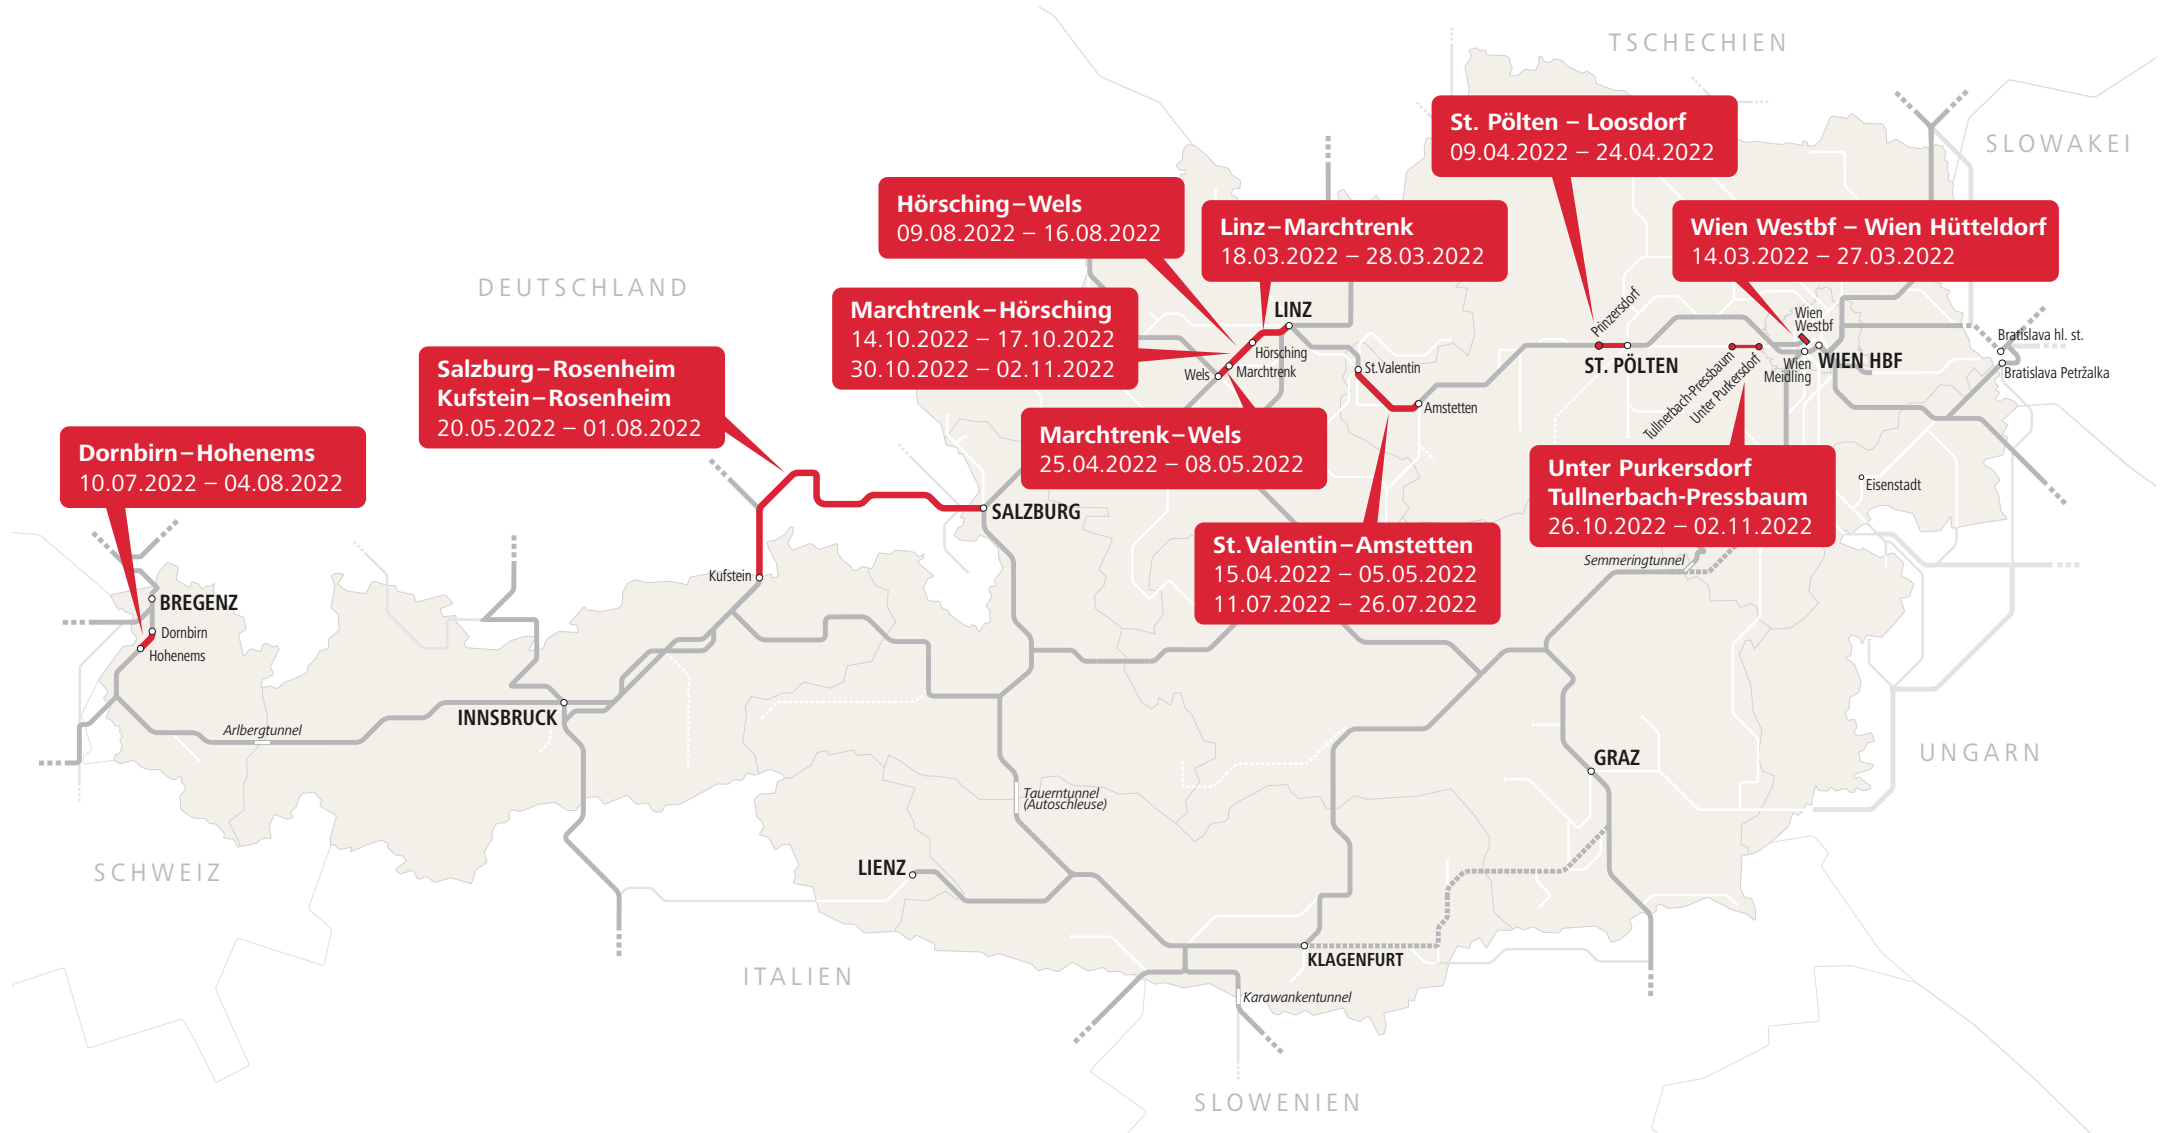 TSCHECHIEN
SLOWAKEI
DEUTSCHLAND
SCHWEIZ
ITALIEN
SLOWENIEN
UNGARN
St. Pölten – Loosdorf
09.04.2022 – 24.04.2022
Hörsching – Wels
09.08.2022 – 16.08.2022
Linz – Marchtrenk
18.03.2022 – 28.03.2022
Wien Westbf – Wien Hütteldorf
14.03.2022 – 27.03.2022
Marchtrenk – Hörsching
14.10.2022 – 17.10.2022
30.10.2022 – 02.11.2022
Salzburg – Rosenheim
Kufstein – Rosenheim
20.05.2022 – 01.08.2022
Dornbirn – Hohenems
10.07.2022 – 04.08.2022
Marchtrenk – Wels
25.04.2022 – 08.05.2022
St. Valentin – Amstetten
15.04.2022 – 05.05.2022
11.07.2022 – 26.07.2022
Unter Purkersdorf
Tullnerbach-Pressbaum
26.10.2022 – 02.11.2022
LINZ
Hörsching
Marchtrenk
Wels
St.Valentin
Amstetten
Prinzersdorf
ST. PÖLTEN
Tullnerbach-Pressbaum
Unter Purkersdorf
Wien
Westbf
Wien
Meidling
WIEN HBF
Bratislava hl. st.
Bratislava Petržalka
Eisenstadt
Semmeringtunnel
SALZBURG
Kufstein
BREGENZ
Dornbirn
Hohenems
Arlbergtunnel
INNSBRUCK
Tauerntunnel
(Autoschleuse)
LIENZ
GRAZ
KLAGENFURT
Karawankentunnel